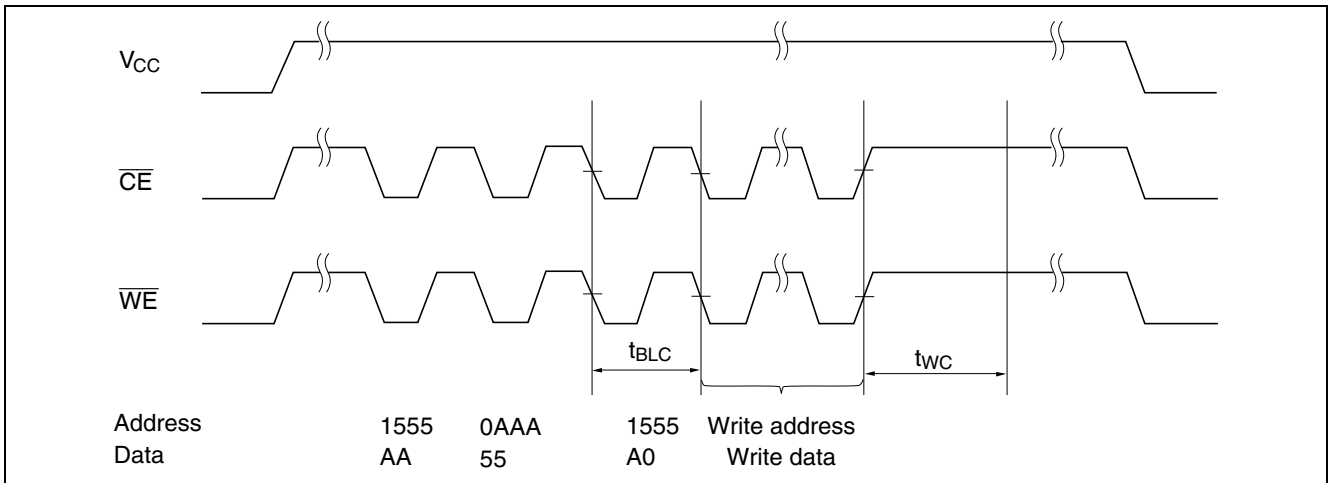 VCC
CE
WE
tBLC
tWC
Address 1555 0AAA 1555 Write address
Data AA 55 A0 Write data